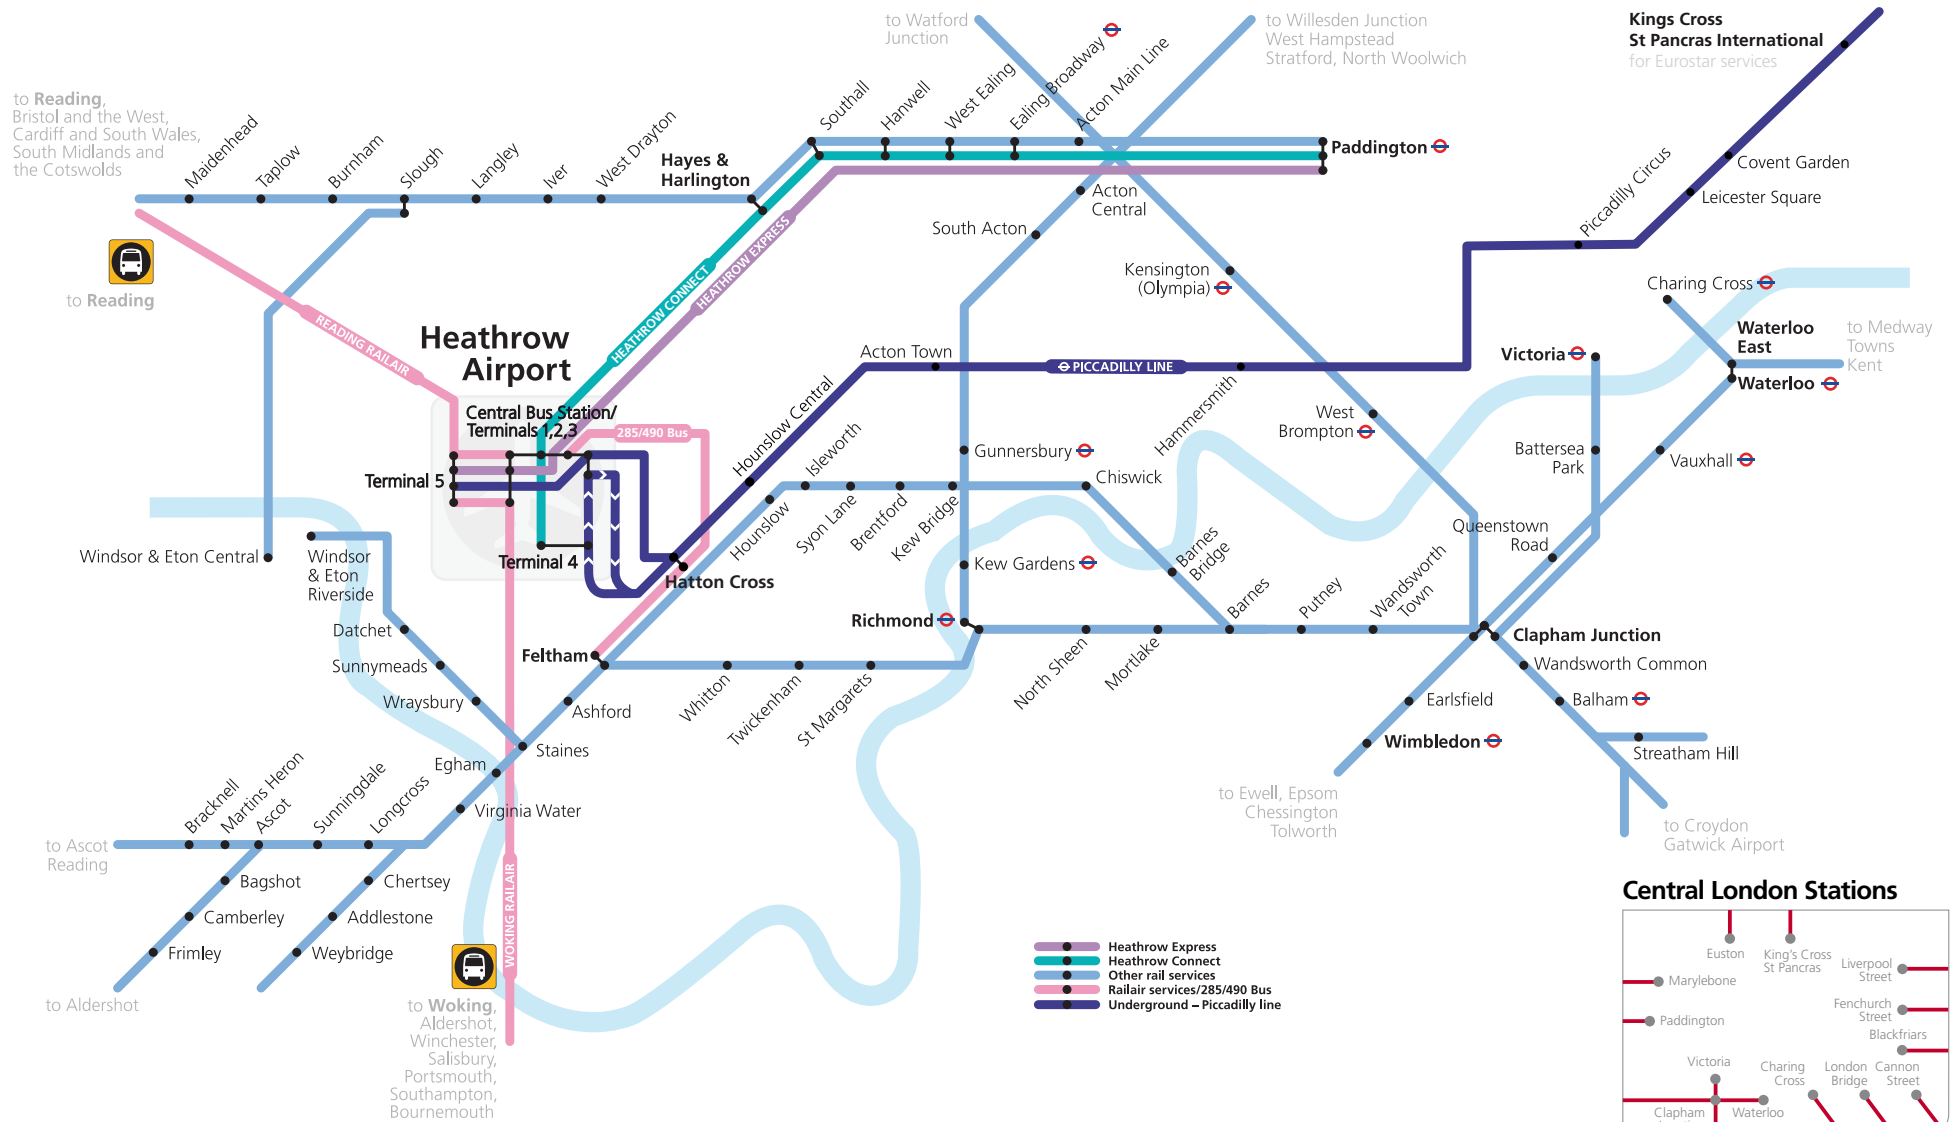 to Watford
Junction
to Willesden Junction
West Hampstead
Stratford, North Woolwich
Kings Cross
St Pancras International
for Eurostar services
to Reading,
Bristol and the West,
Cardiff and South Wales,
South Midlands and
the Cotswolds
Maidenhead
Taplow
Burnham
Slough
Langley
Iver
West Drayton
Hayes &
Harlington
Southall
Hanwell
West Ealing
Ealing Broadway
Acton Main Line
Paddington
Acton
Central
South Acton
Kensington
(Olympia)
Piccadilly Circus
Covent Garden
Leicester Square
Charing Cross
to Reading
READING RAILAIR
HEATHROW CONNECT
HEATHROW EXPRESS
Heathrow
Airport
Central Bus Station/
Terminals 1,2,3
285/490 Bus
Terminal 5
Terminal 4
Hatton Cross
Hounslow Central
Acton Town
PICCADILLY LINE
Hammersmith
West
Brompton
Victoria
Waterloo
East
Waterloo
to Medway
Towns
Kent
Battersea
Park
Vauxhall
Queenstown
Road
Gunnersbury
Chiswick
Isleworth
Hounslow
Syon Lane
Brentford
Kew Bridge
Kew Gardens
Barnes
Bridge
Richmond
Barnes
Putney
Wandsworth
Town
Clapham Junction
Wandsworth Common
Balham
Streatham Hill
Earlsfield
Wimbledon
to Ewell, Epsom
Chessington
Tolworth
to Croydon
Gatwick Airport
North Sheen
Mortlake
Feltham
Whitton
Twickenham
St Margarets
Windsor & Eton Central
Windsor
& Eton
Riverside
Datchet
Sunnymeads
Wraysbury
Ashford
Staines
Egham
Virginia Water
Bracknell
Martins Heron
Ascot
Sunningdale
Longcross
to Ascot
Reading
Bagshot
Camberley
Frimley
to Aldershot
Chertsey
Addlestone
Weybridge
WOKING RAILAIR
to Woking,
Aldershot,
Winchester,
Salisbury,
Portsmouth,
Southampton,
Bournemouth
Heathrow Express
Heathrow Connect
Other rail services
Railair services/285/490 Bus
Underground – Piccadilly line
Central London Stations
Euston
King's Cross
St Pancras
Liverpool
Street
Marylebone
Fenchurch
Street
Paddington
Blackfriars
Victoria
Charing
Cross
London
Bridge
Cannon
Street
Clapham
Waterloo